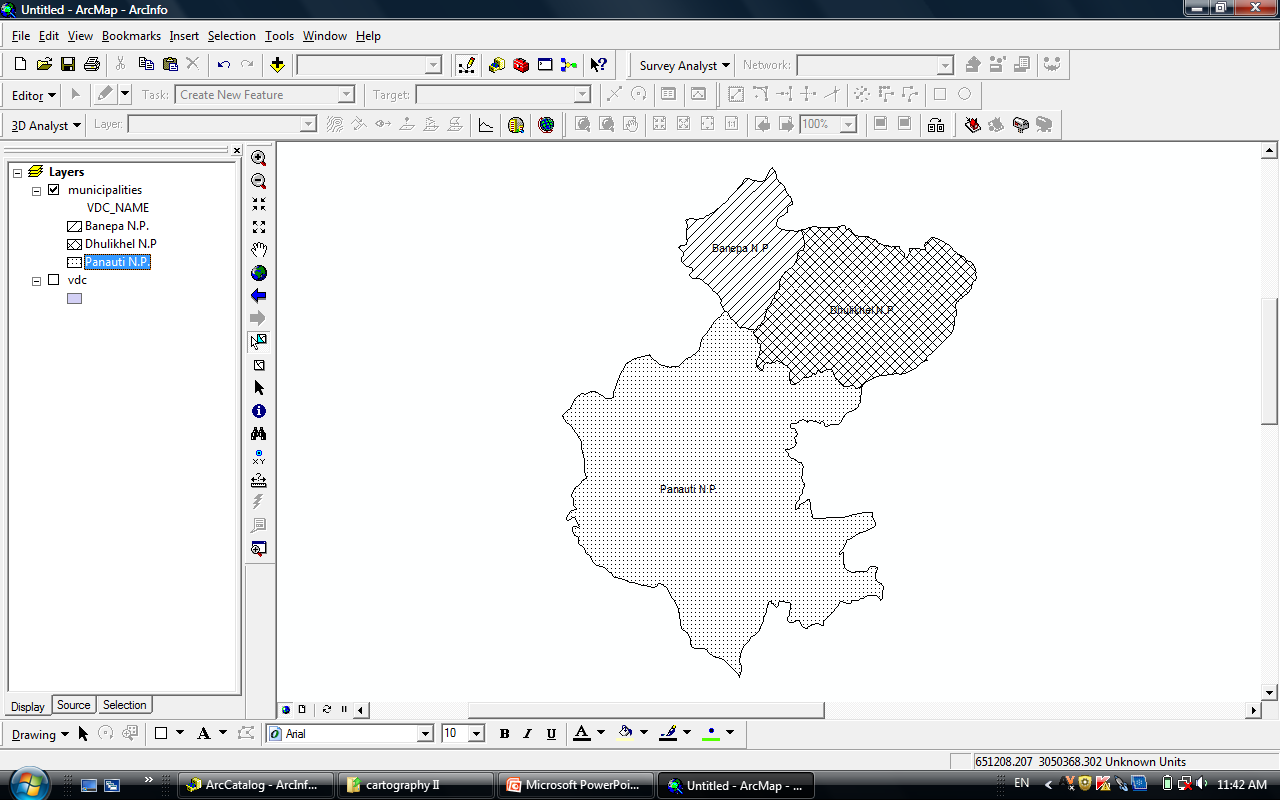 Untitled - ArcMap - ArcInfo
File Edit View Bookmarks Insert Selection Tools Window Help
Survey Analyst Network:
Editor Task: Create New Feature Target:
3D Analyst Layer: 100%
Layers
municipalities
VDC_NAME
Banepa N.P.
Dhulikhel N.P
Panauti N.P.
vdc
XY
Banepa N.P.
Dhulikhel N.P.
Panauti N.P.
Display Source Selection
Drawing A Arial 10 B I U A
651208.207 3050368.302 Unknown Units
ArcCatalog - ArcInf... cartography II Microsoft PowerPoi... Untitled - ArcMap - ... EN 11:42 AM